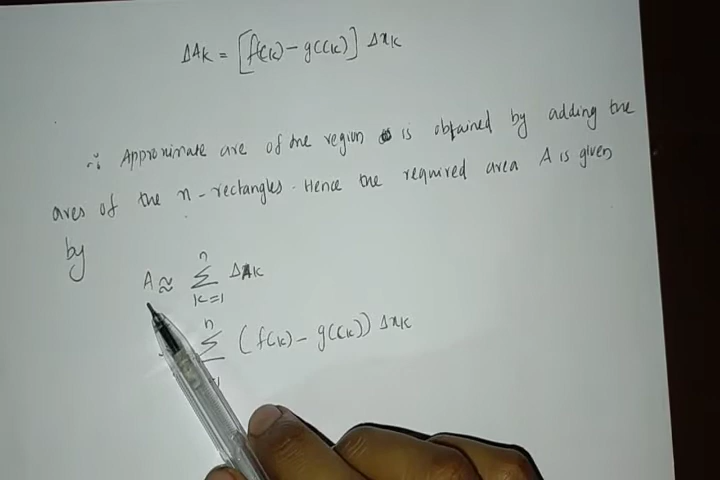 ΔAk = [f(ck) - g(ck)] Δxk
∴ Approximate are of the region is obtained by adding the
ares of the n-rectangles. Hence the required area A is given
by
A ≈ n∑k=1 ΔAk
n∑ (f(ck) - g(ck)) Δxk